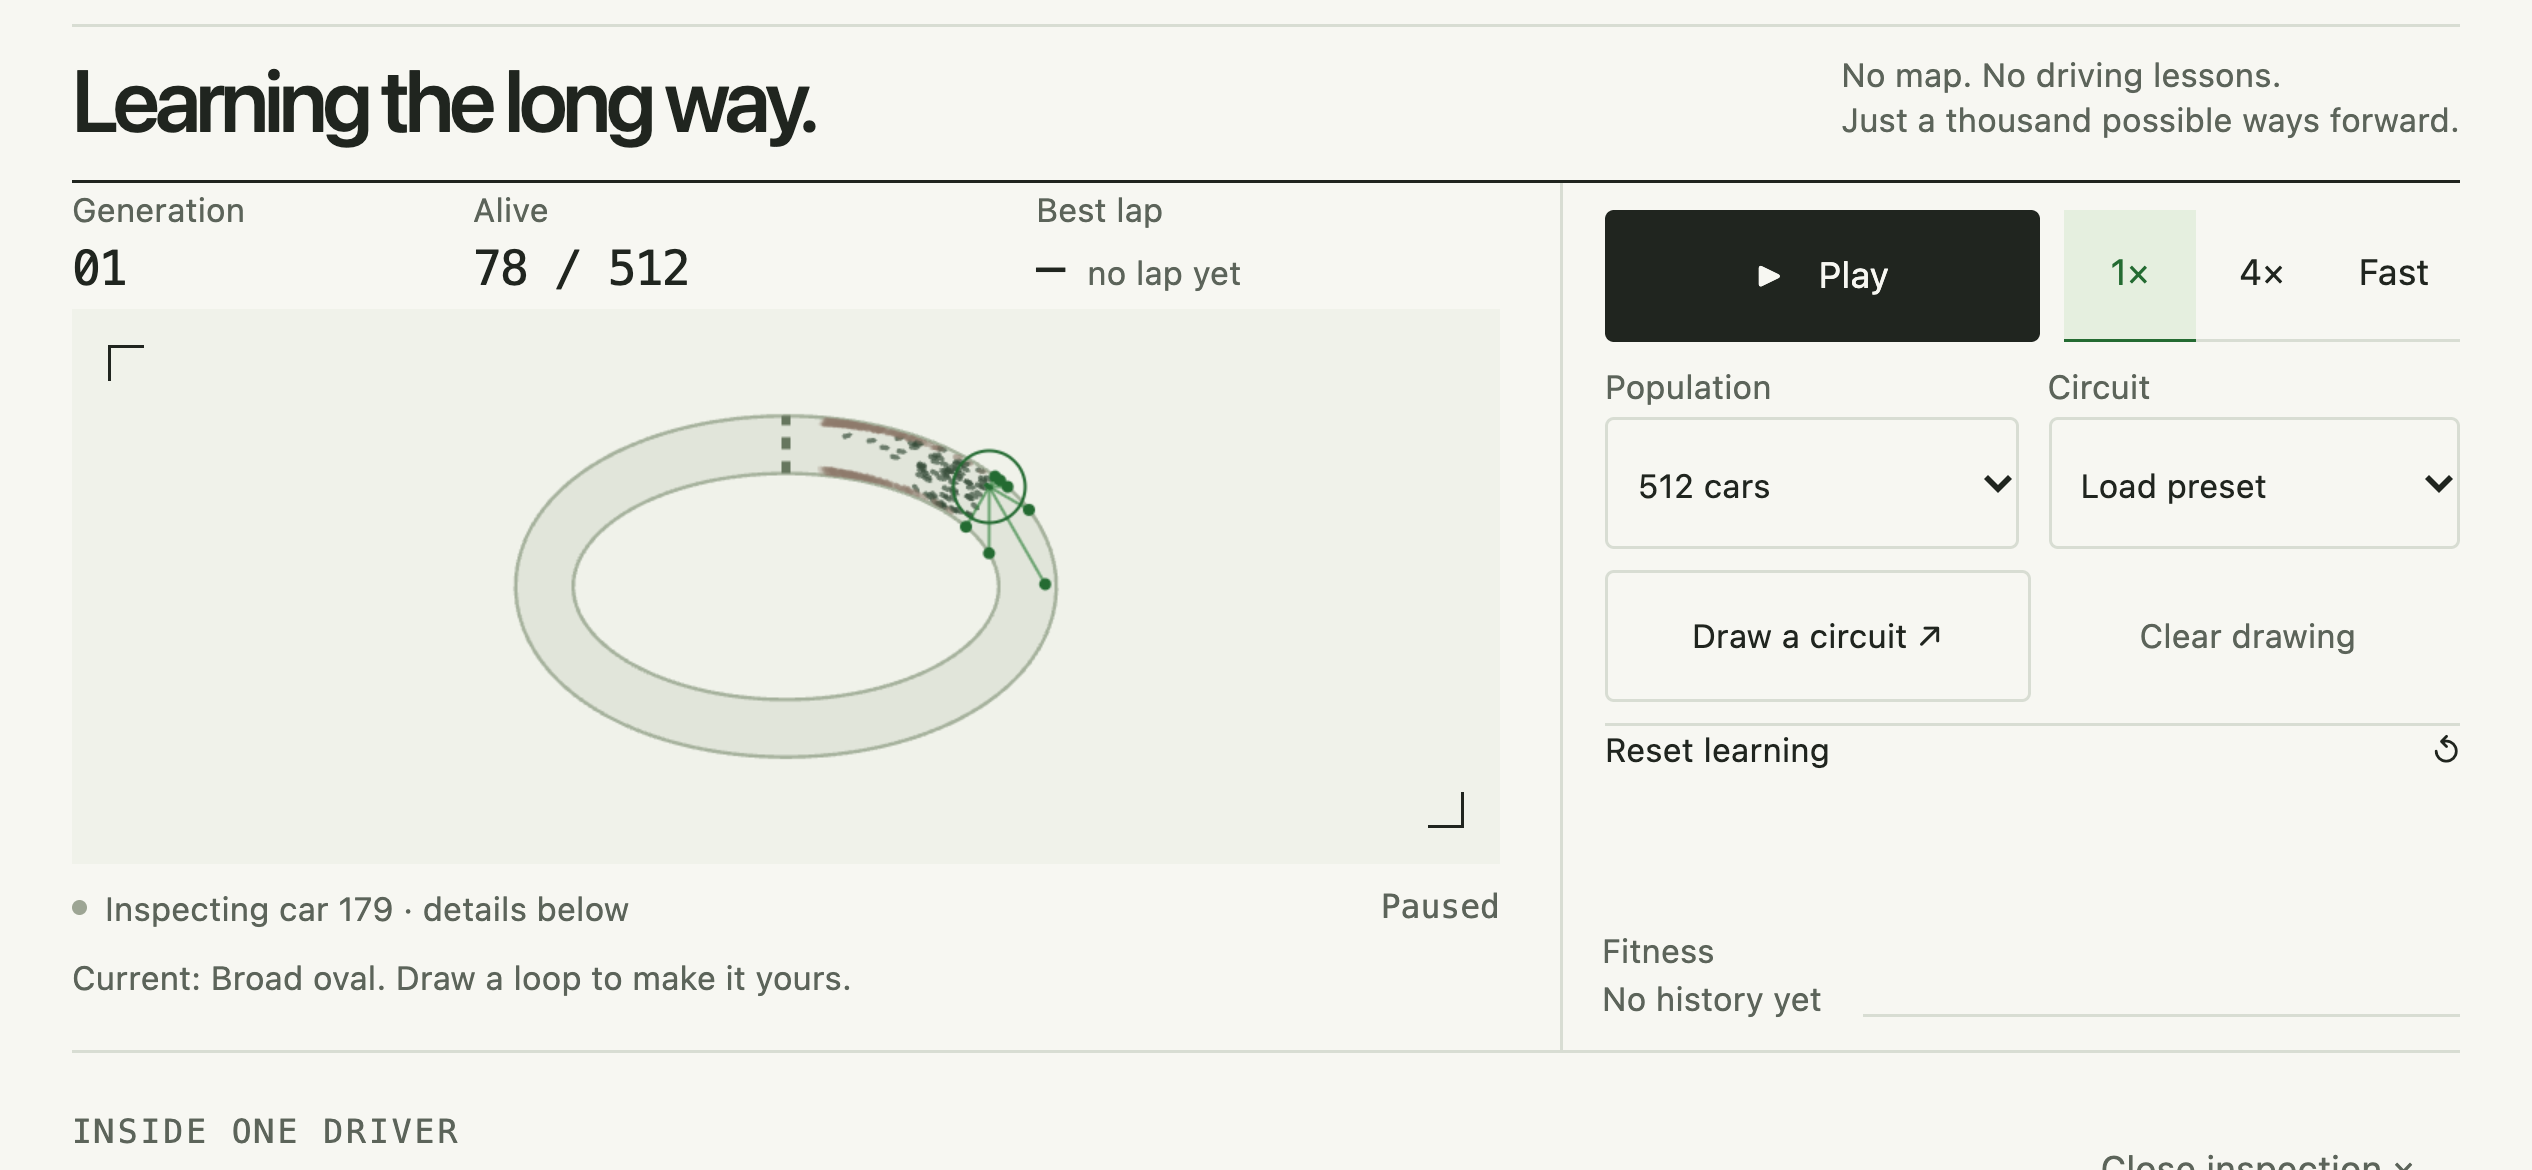 Learning the long way.
No map. No driving lessons.
Just a thousand possible ways forward.
Generation
01
Alive
78 / 512
Best lap
— no lap yet
Play
1×
4×
Fast
Population
512 cars
Circuit
Load preset
Draw a circuit ↗
Clear drawing
Reset learning
Inspecting car 179 · details below
Paused
Current: Broad oval. Draw a loop to make it yours.
Fitness
No history yet
INSIDE ONE DRIVER
Close inspection ×